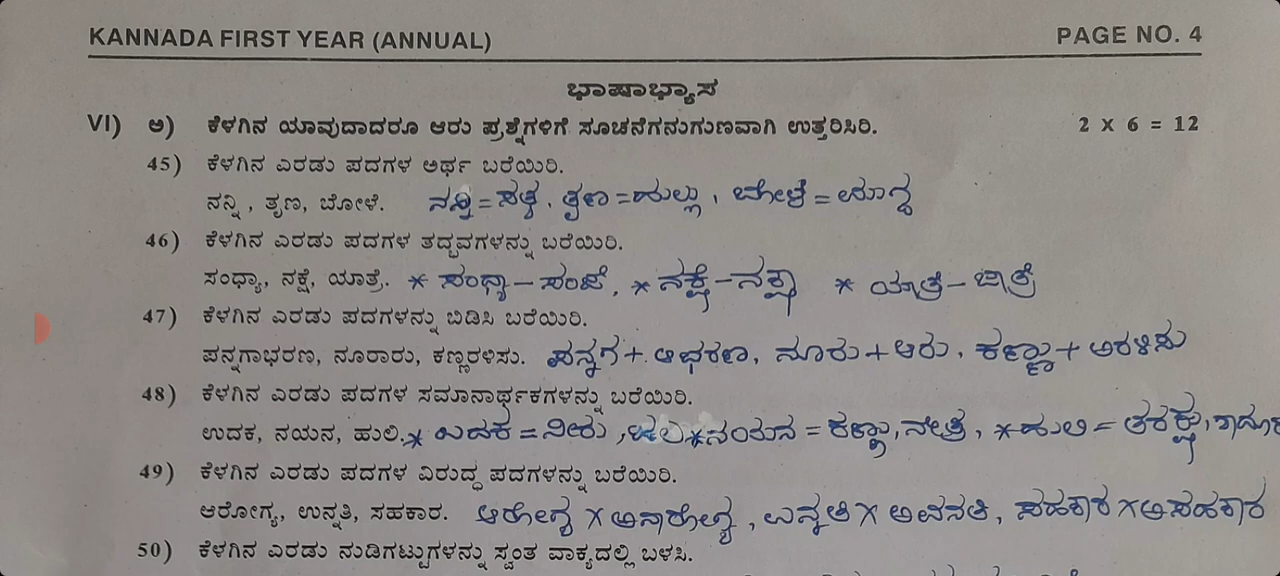 KANNADA FIRST YEAR (ANNUAL) PAGE NO. 4
ಭಾಷಾಭ್ಯಾಸ
VI) ಅ) ಕೆಳಗಿನ ಯಾವುದಾದರೂ ಆರು ಪ್ರಶ್ನೆಗಳಿಗೆ ಸೂಚನೆಗನುಗುಣವಾಗಿ ಉತ್ತರಿಸಿರಿ. 2 X 6 = 12
45) ಕೆಳಗಿನ ಎರಡು ಪದಗಳ ಅರ್ಥ ಬರೆಯಿರಿ.
ನನ್ನಿ , ತೃಣ, ಬೋಳೆ. ನನ್ನಿ = ಸತ್ಯ, ತೃಣ = ಹುಲ್ಲು, ಬೋಳೆ = ಮುಗ್ಧ
46) ಕೆಳಗಿನ ಎರಡು ಪದಗಳ ತದ್ಭವಗಳನ್ನು ಬರೆಯಿರಿ.
ಸಂಧ್ಯಾ, ನಕ್ಷೆ, ಯಾತ್ರೆ. * ಸಂಧ್ಯಾ - ಸಂಜೆ, * ನಕ್ಷೆ - ನಕ್ಷಾ * ಯಾತ್ರೆ - ಜಾತ್ರೆ
47) ಕೆಳಗಿನ ಎರಡು ಪದಗಳನ್ನು ಬಿಡಿಸಿ ಬರೆಯಿರಿ.
ಪನ್ನಗಾಭರಣ, ನೂರಾರು, ಕಣ್ಣರಳಿಸು. ಪನ್ನಗ + ಆಭರಣ, ನೂರು + ಆರು, ಕಣ್ಣು + ಅರಳಿಸು
48) ಕೆಳಗಿನ ಎರಡು ಪದಗಳ ಸಮಾನಾರ್ಥಕಗಳನ್ನು ಬರೆಯಿರಿ.
ಉದಕ, ನಯನ, ಹುಲಿ. * ಉದಕ = ನೀರು, ಜಲ * ನಯನ = ಕಣ್ಣು, ನೇತ್ರ, * ಹುಲಿ =
49) ಕೆಳಗಿನ ಎರಡು ಪದಗಳ ವಿರುದ್ಧ ಪದಗಳನ್ನು ಬರೆಯಿರಿ.
ಆರೋಗ್ಯ, ಉನ್ನತಿ, ಸಹಕಾರ. ಆರೋಗ್ಯ X ಅನಾರೋಗ್ಯ, ಉನ್ನತಿ X ಅವನತಿ, ಸಹಕಾರ X ಅಸಹಕಾರ
50) ಕೆಳಗಿನ ಎರಡು ನುಡಿಗಟ್ಟುಗಳನ್ನು ಸ್ವಂತ ವಾಕ್ಯದಲ್ಲಿ ಬಳಸಿ.